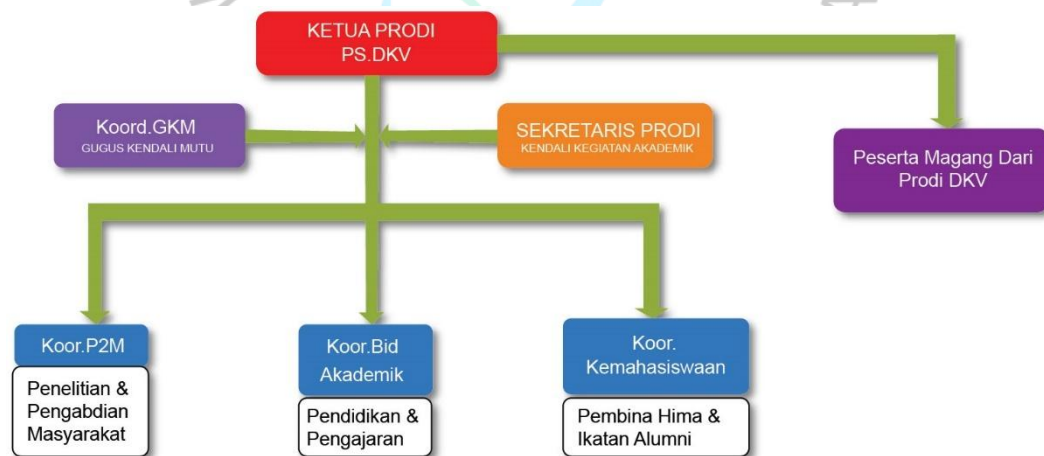 KETUA PRODI
PS.DKV
Koord.GKM
GUGUS KENDALI MUTU
SEKRETARIS PRODI
KENDALI KEGIATAN AKADEMIK
Peserta Magang Dari
Prodi DKV
Koor.P2M
Penelitian &
Pengabdian
Masyarakat
Koor.Bid
Akademik
Pendidikan &
Pengajaran
Koor.
Kemahasiswaan
Pembina Hima &
Ikatan Alumni